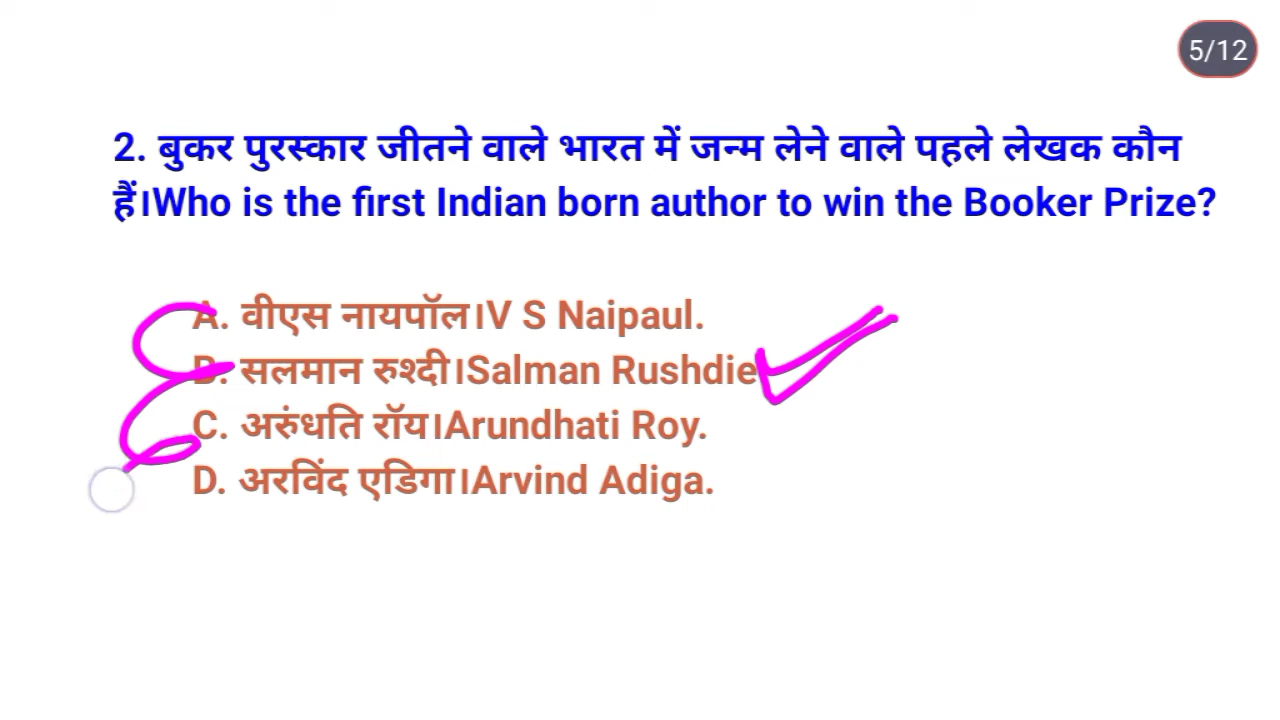 5/12
2. बुकर पुरस्कार जीतने वाले भारत में जन्म लेने वाले पहले लेखक कौन
हैं।Who is the first Indian born author to win the Booker Prize?
A. वीएस नायपॉल।V S Naipaul.
B. सलमान रुश्दी।Salman Rushdie
C. अरुंधति रॉय।Arundhati Roy.
D. अरविंद एडिगा।Arvind Adiga.